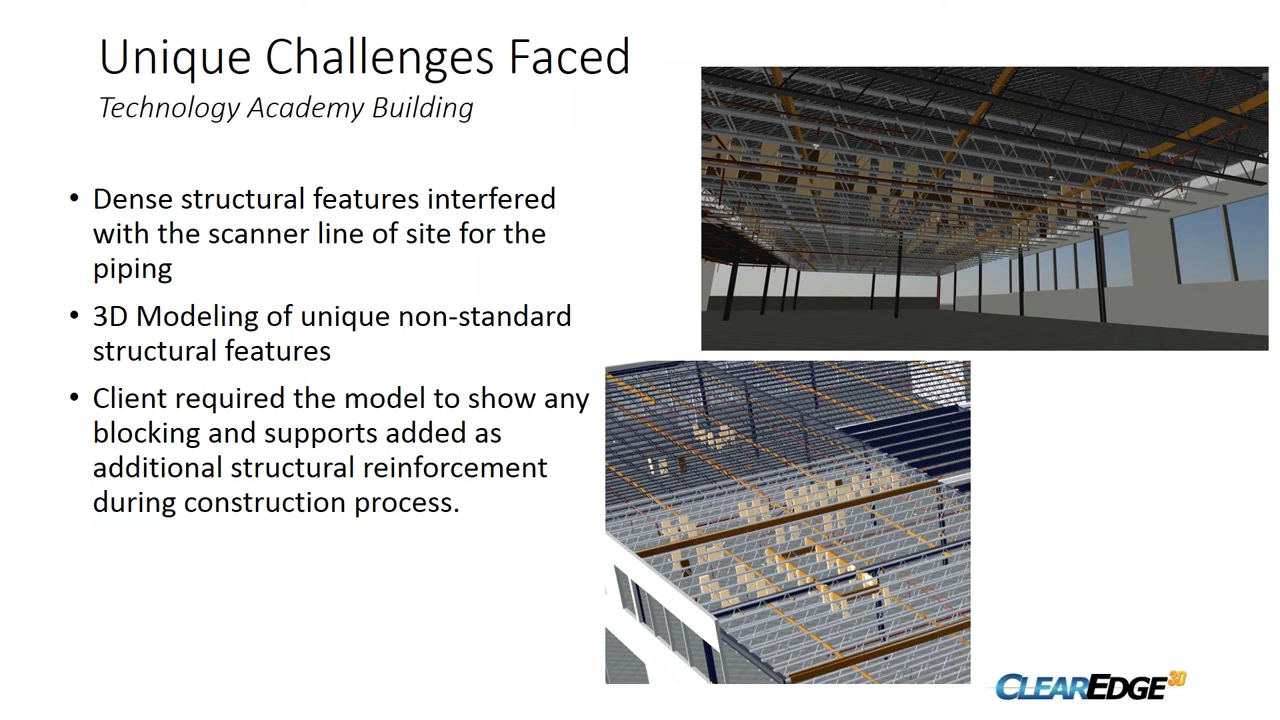 Unique Challenges Faced
Technology Academy Building
• Dense structural features interfered
with the scanner line of site for the
piping
• 3D Modeling of unique non-standard
structural features
• Client required the model to show any
blocking and supports added as
additional structural reinforcement
during construction process.
CLEAREDGE3D